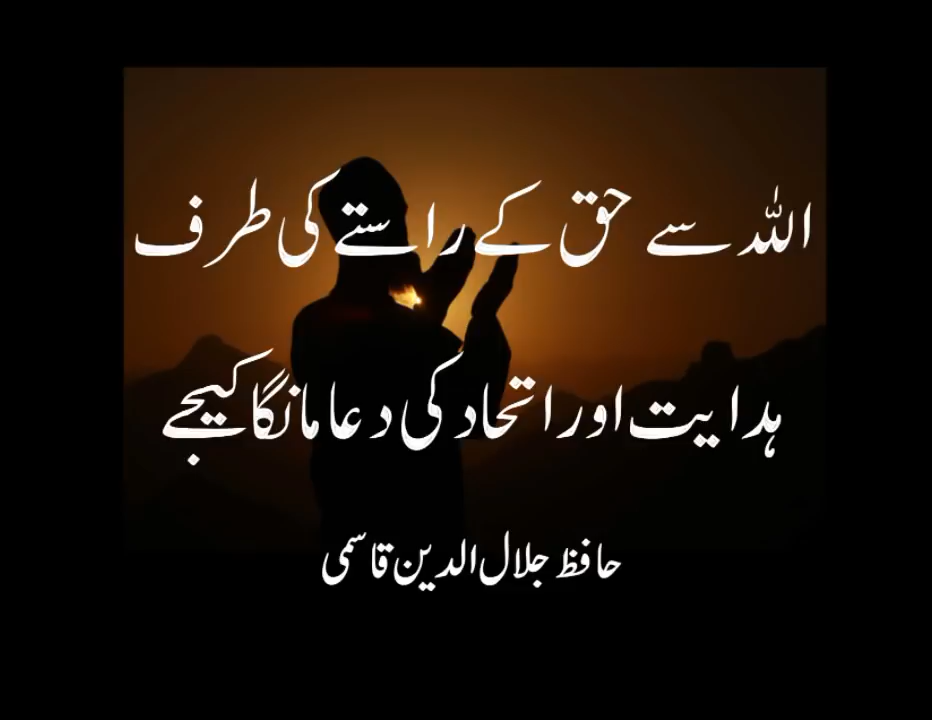 اللہ سے حق کے راستے کی طرف
ہدایت اور اتحاد کی دعا مانگا کیجے
حافظ جلال الدین قاسمی